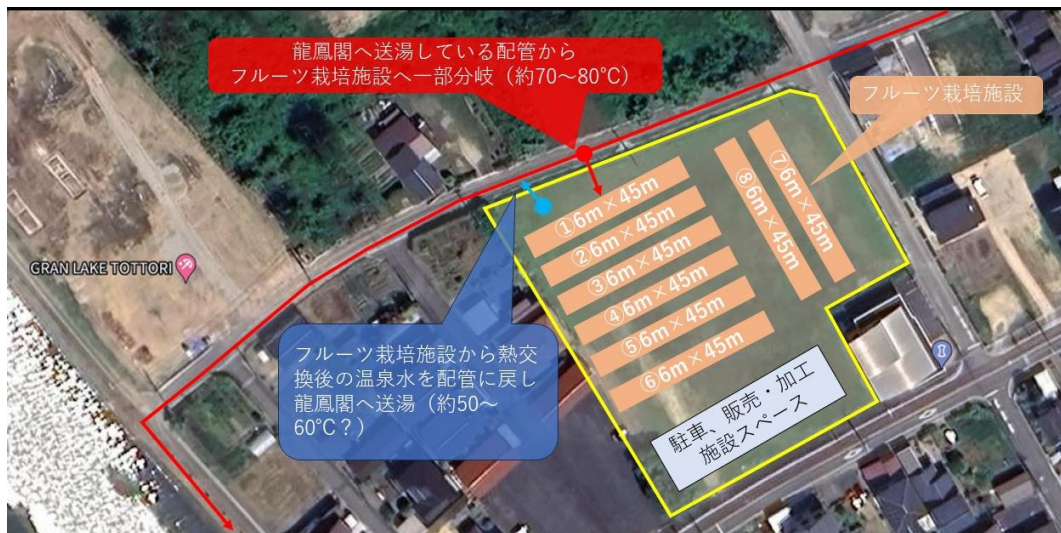 龍鳳閣へ送湯している配管から
フルーツ栽培施設へ一部分岐（約70～80℃）
フルーツ栽培施設
①6m×45m
②6m×45m
③6m×45m
④6m×45m
⑤6m×45m
⑥6m×45m
⑦6m×45m
⑧6m×45m
GRAN LAKE TOTTORI
フルーツ栽培施設から熱交
換後の温泉水を配管に戻し
龍鳳閣へ送湯（約50～
60℃？）
駐車、販売・加工
施設スペース